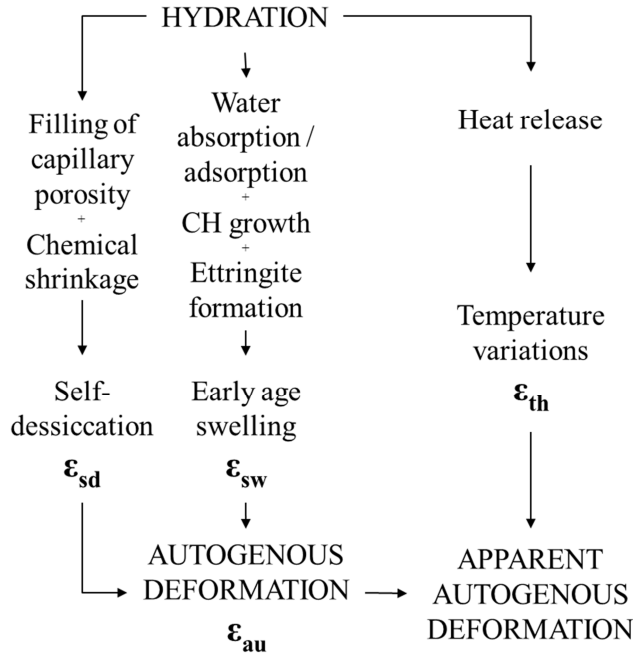 HYDRATION
Filling of
capillary
porosity
+
Chemical
shrinkage
Self-
dessiccation
εsd
Water
absorption /
adsorption
+
CH growth
+
Ettringite
formation
Early age
swelling
εsw
Heat release
Temperature
variations
εth
AUTOGENOUS
DEFORMATION
εau
APPARENT
AUTOGENOUS
DEFORMATION